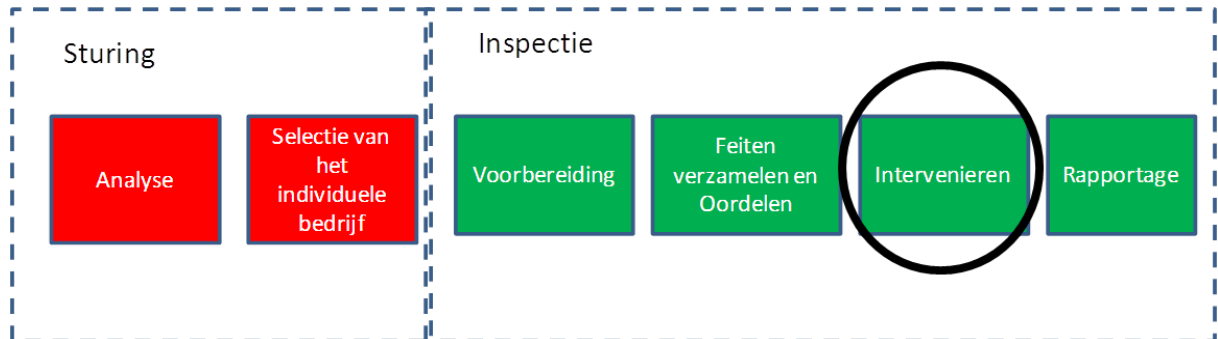 Sturing
Inspectie
Analyse
Selectie van
het
individuele
bedrijf
Voorbereiding
Feiten
verzamelen en
Oordelen
Intervenieren
Rapportage